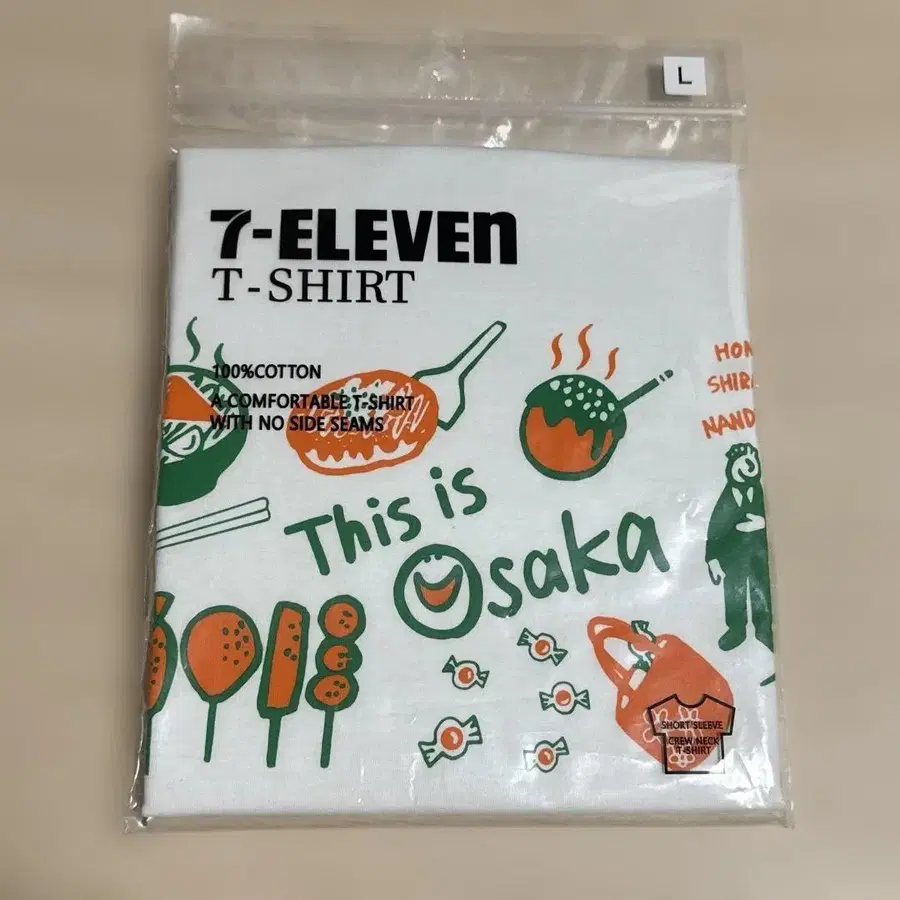 L
7-ELEVEn
T-SHIRT
100%COTTON
A COMFORTABLE T-SHIRT
WITH NO SIDE SEAMS
This is
Osaka
SHORT SLEEVE
CREW NECK
T-SHIRT